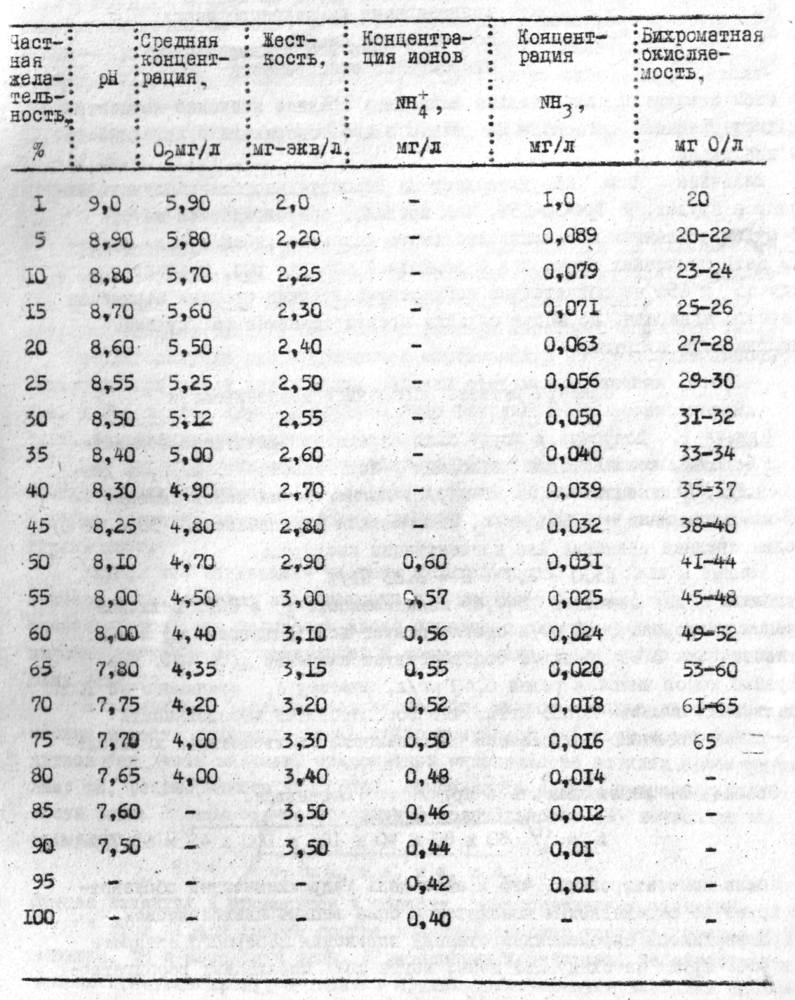 Част- Средняя Жест- Концентра- Концент- Бихроматная
ная концент- кость, ция ионов рация окисляе-
жела- рН рация, мость,
тель- NH₄⁺, NH₃,
ность,
% О₂мг/л мг-экв/л мг/л мг/л мг О/л
I 9,0 5,90 2,0 – I,0 20
5 8,90 5,80 2,20 – 0,089 20-22
I0 8,80 5,70 2,25 – 0,079 23-24
I5 8,70 5,60 2,30 – 0,07I 25-26
20 8,60 5,50 2,40 – 0,063 27-28
25 8,55 5,25 2,50 – 0,056 29-30
30 8,50 5,I2 2,55 – 0,050 3I-32
35 8,40 5,00 2,60 – 0,040 33-34
40 8,30 4,90 2,70 – 0,039 35-37
45 8,25 4,80 2,80 – 0,032 38-40
50 8,I0 4,70 2,90 0,60 0,03I 4I-44
55 8,00 4,50 3,00 0,57 0,025 45-48
60 8,00 4,40 3,I0 0,56 0,024 49-52
65 7,80 4,35 3,I5 0,55 0,020 53-60
70 7,75 4,20 3,20 0,52 0,0I8 6I-65
75 7,70 4,00 3,30 0,50 0,0I6 65
80 7,65 4,00 3,40 0,48 0,0I4 –
85 7,60 – 3,50 0,46 0,0I2 –
90 7,50 – 3,50 0,44 0,0I –
95 – – – 0,42 0,0I –
I00 – – – 0,40 – –